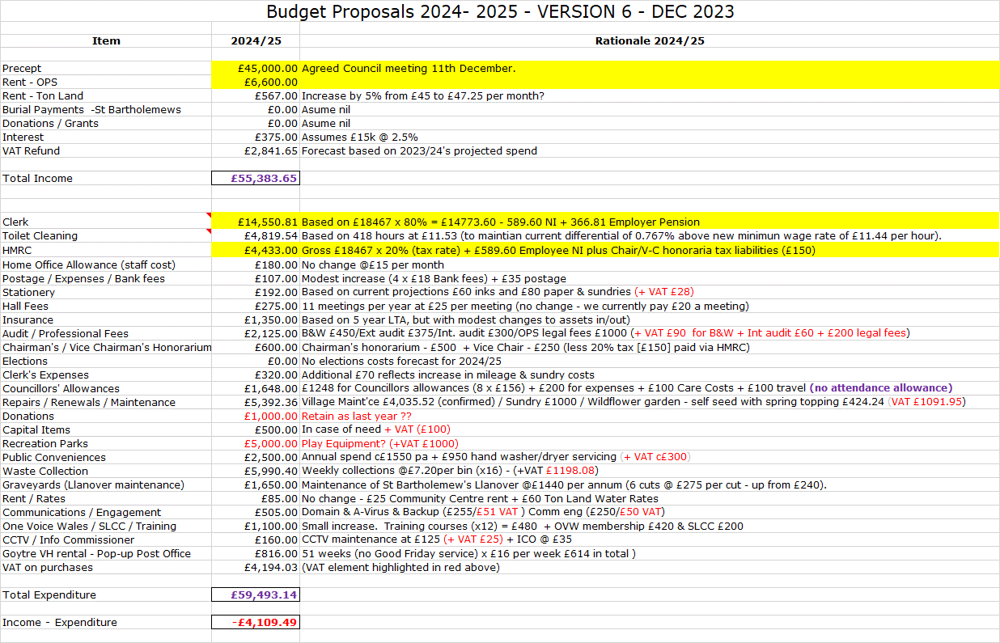 Budget Proposals 2024- 2025 - VERSION 6 - DEC 2023
Item 2024/25 Rationale 2024/25
Precept £45,000.00 Agreed Council meeting 11th December.
Rent - OPS £6,600.00
Rent - Ton Land £567.00 Increase by 5% from £45 to £47.25 per month?
Burial Payments -St Bartholemews £0.00 Asume nil
Donations / Grants £0.00 Asume nil
Interest £375.00 Assumes £15k @ 2.5%
VAT Refund £2,841.65 Forecast based on 2023/24's projected spend
Total Income £55,383.65
Clerk £14,550.81 Based on £18467 x 80% = £14773.60 - 589.60 NI + 366.81 Employer Pension
Toilet Cleaning £4,819.54 Based on 418 hours at £11.53 (to maintian current differential of 0.767% above new minimun wage rate of £11.44 per hour).
HMRC £4,433.00 Gross £18467 x 20% (tax rate) + £589.60 Employee NI plus Chair/V-C honoraria tax liabilities (£150)
Home Office Allowance (staff cost) £180.00 No change @£15 per month
Postage / Expenses / Bank fees £107.00 Modest increase (4 x £18 Bank fees) + £35 postage
Stationery £192.00 Based on current projections £60 inks and £80 paper & sundries (+ VAT £28)
Hall Fees £275.00 11 meetings per year at £25 per meeting (no change - we currently pay £20 a meeting)
Insurance £1,350.00 Based on 5 year LTA, but with modest changes to assets in/out)
Audit / Professional Fees £2,125.00 B&W £450/Ext audit £375/Int. audit £300/OPS legal fees £1000 (+ VAT £90 for B&W + Int audit £60 + £200 legal fees)
Chairman's / Vice Chairman's Honorarium £600.00 Chairman's honorarium - £500 + Vice Chair - £250 (less 20% tax [£150] paid via HMRC)
Elections £0.00 No elections costs forecast for 2024/25
Clerk's Expenses £320.00 Additional £70 reflects increase in mileage & sundry costs
Councillors' Allowances £1,648.00 £1248 for Councillors allowances (8 x £156) + £200 for expenses + £100 Care Costs + £100 travel (no attendance allowance)
Repairs / Renewals / Maintenance £5,392.36 Village Maint'ce £4,035.52 (confirmed) / Sundry £1000 / Wildflower garden - self seed with spring topping £424.24 (VAT £1091.95)
Donations £1,000.00 Retain as last year ??
Capital Items £500.00 In case of need + VAT (£100)
Recreation Parks £5,000.00 Play Equipment? (+VAT £1000)
Public Conveniences £2,500.00 Annual spend c£1550 pa + £950 hand washer/dryer servicing (+ VAT c£300)
Waste Collection £5,990.40 Weekly collections @£7.20per bin (x16) - (+VAT £1198.08)
Graveyards (Llanover maintenance) £1,650.00 Maintenance of St Bartholemew's Llanover @£1440 per annum (6 cuts @ £275 per cut - up from £240).
Rent / Rates £85.00 No change - £25 Community Centre rent + £60 Ton Land Water Rates
Communications / Engagement £505.00 Domain & A-Virus & Backup (£255/£51 VAT ) Comm eng (£250/£50 VAT)
One Voice Wales / SLCC / Training £1,100.00 Small increase. Training courses (x12) = £480 + OVW membership £420 & SLCC £200
CCTV / Info Commissioner £160.00 CCTV maintenance at £125 (+ VAT £25) + ICO @ £35
Goytre VH rental - Pop-up Post Office £816.00 51 weeks (no Good Friday service) x £16 per week £614 in total )
VAT on purchases £4,194.03 (VAT element highlighted in red above)
Total Expenditure £59,493.14
Income - Expenditure -£4,109.49